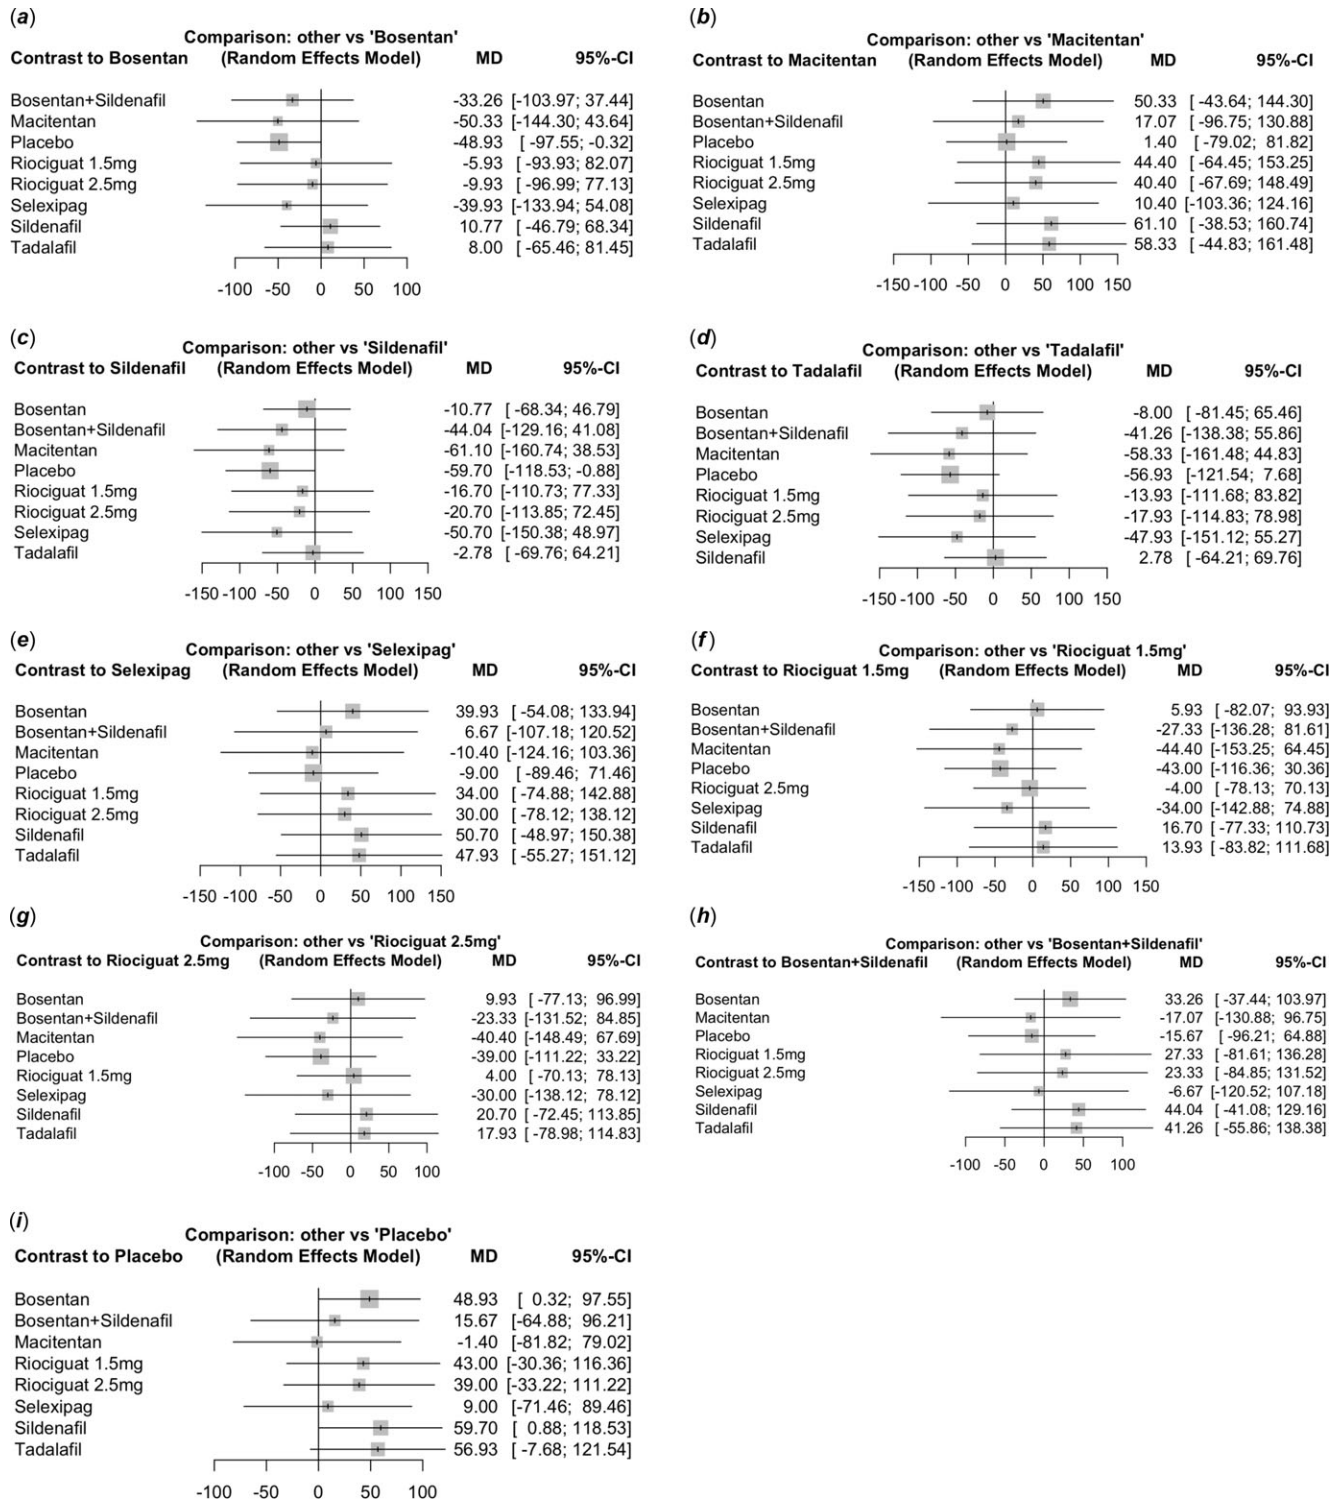 (a)
Comparison: other vs 'Bosentan'
Contrast to Bosentan (Random Effects Model) MD 95%-CI
Bosentan+Sildenafil -33.26 [-103.97; 37.44]
Macitentan -50.33 [-144.30; 43.64]
Placebo -48.93 [ -97.55; -0.32]
Riociguat 1.5mg -5.93 [ -93.93; 82.07]
Riociguat 2.5mg -9.93 [ -96.99; 77.13]
Selexipag -39.93 [-133.94; 54.08]
Sildenafil 10.77 [ -46.79; 68.34]
Tadalafil 8.00 [ -65.46; 81.45]
-100 -50 0 50 100
(b)
Comparison: other vs 'Macitentan'
Contrast to Macitentan (Random Effects Model) MD 95%-CI
Bosentan 50.33 [ -43.64; 144.30]
Bosentan+Sildenafil 17.07 [ -96.75; 130.88]
Placebo 1.40 [ -79.02; 81.82]
Riociguat 1.5mg 44.40 [ -64.45; 153.25]
Riociguat 2.5mg 40.40 [ -67.69; 148.49]
Selexipag 10.40 [-103.36; 124.16]
Sildenafil 61.10 [ -38.53; 160.74]
Tadalafil 58.33 [ -44.83; 161.48]
-150 -100 -50 0 50 100 150
(c)
Comparison: other vs 'Sildenafil'
Contrast to Sildenafil (Random Effects Model) MD 95%-CI
Bosentan -10.77 [ -68.34; 46.79]
Bosentan+Sildenafil -44.04 [-129.16; 41.08]
Macitentan -61.10 [-160.74; 38.53]
Placebo -59.70 [-118.53; -0.88]
Riociguat 1.5mg -16.70 [-110.73; 77.33]
Riociguat 2.5mg -20.70 [-113.85; 72.45]
Selexipag -50.70 [-150.38; 48.97]
Tadalafil -2.78 [ -69.76; 64.21]
-150 -100 -50 0 50 100 150
(d)
Comparison: other vs 'Tadalafil'
Contrast to Tadalafil (Random Effects Model) MD 95%-CI
Bosentan -8.00 [ -81.45; 65.46]
Bosentan+Sildenafil -41.26 [-138.38; 55.86]
Macitentan -58.33 [-161.48; 44.83]
Placebo -56.93 [-121.54; 7.68]
Riociguat 1.5mg -13.93 [-111.68; 83.82]
Riociguat 2.5mg -17.93 [-114.83; 78.98]
Selexipag -47.93 [-151.12; 55.27]
Sildenafil 2.78 [ -64.21; 69.76]
-150 -100 -50 0 50 100 150
(e)
Comparison: other vs 'Selexipag'
Contrast to Selexipag (Random Effects Model) MD 95%-CI
Bosentan 39.93 [ -54.08; 133.94]
Bosentan+Sildenafil 6.67 [-107.18; 120.52]
Macitentan -10.40 [-124.16; 103.36]
Placebo -9.00 [ -89.46; 71.46]
Riociguat 1.5mg 34.00 [ -74.88; 142.88]
Riociguat 2.5mg 30.00 [ -78.12; 138.12]
Sildenafil 50.70 [ -48.97; 150.38]
Tadalafil 47.93 [ -55.27; 151.12]
-150 -100 -50 0 50 100 150
(f)
Comparison: other vs 'Riociguat 1.5mg'
Contrast to Riociguat 1.5mg (Random Effects Model) MD 95%-CI
Bosentan 5.93 [ -82.07; 93.93]
Bosentan+Sildenafil -27.33 [-136.28; 81.61]
Macitentan -44.40 [-153.25; 64.45]
Placebo -43.00 [-116.36; 30.36]
Riociguat 2.5mg -4.00 [ -78.13; 70.13]
Selexipag -34.00 [-142.88; 74.88]
Sildenafil 16.70 [ -77.33; 110.73]
Tadalafil 13.93 [ -83.82; 111.68]
-150 -100 -50 0 50 100 150
(g)
Comparison: other vs 'Riociguat 2.5mg'
Contrast to Riociguat 2.5mg (Random Effects Model) MD 95%-CI
Bosentan 9.93 [ -77.13; 96.99]
Bosentan+Sildenafil -23.33 [-131.52; 84.85]
Macitentan -40.40 [-148.49; 67.69]
Placebo -39.00 [-111.22; 33.22]
Riociguat 1.5mg 4.00 [ -70.13; 78.13]
Selexipag -30.00 [-138.12; 78.12]
Sildenafil 20.70 [ -72.45; 113.85]
Tadalafil 17.93 [ -78.98; 114.83]
-100 -50 0 50 100
(h)
Comparison: other vs 'Bosentan+Sildenafil'
Contrast to Bosentan+Sildenafil (Random Effects Model) MD 95%-CI
Bosentan 33.26 [ -37.44; 103.97]
Macitentan -17.07 [-130.88; 96.75]
Placebo -15.67 [ -96.21; 64.88]
Riociguat 1.5mg 27.33 [ -81.61; 136.28]
Riociguat 2.5mg 23.33 [ -84.85; 131.52]
Selexipag -6.67 [-120.52; 107.18]
Sildenafil 44.04 [ -41.08; 129.16]
Tadalafil 41.26 [ -55.86; 138.38]
-100 -50 0 50 100
(i)
Comparison: other vs 'Placebo'
Contrast to Placebo (Random Effects Model) MD 95%-CI
Bosentan 48.93 [ 0.32; 97.55]
Bosentan+Sildenafil 15.67 [-64.88; 96.21]
Macitentan -1.40 [-81.82; 79.02]
Riociguat 1.5mg 43.00 [-30.36; 116.36]
Riociguat 2.5mg 39.00 [-33.22; 111.22]
Selexipag 9.00 [-71.46; 89.46]
Sildenafil 59.70 [ 0.88; 118.53]
Tadalafil 56.93 [ -7.68; 121.54]
-100 -50 0 50 100